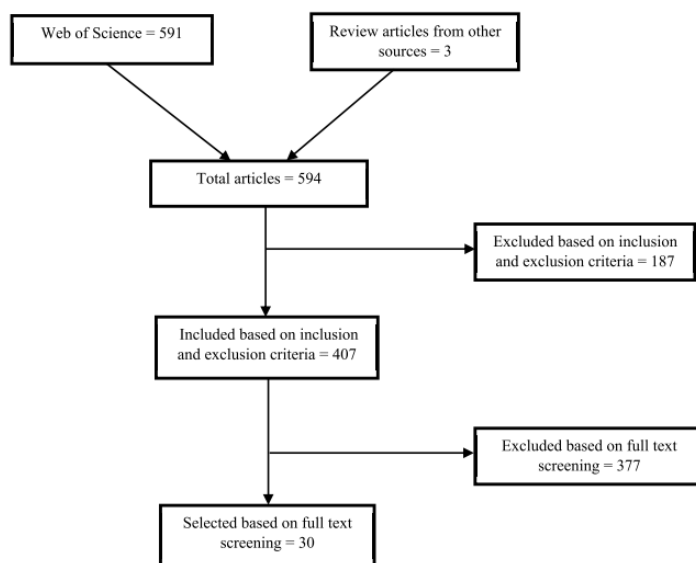 Web of Science = 591
Review articles from other
sources = 3
Total articles = 594
Excluded based on inclusion
and exclusion criteria = 187
Included based on inclusion
and exclusion criteria = 407
Excluded based on full text
screening = 377
Selected based on full text
screening = 30